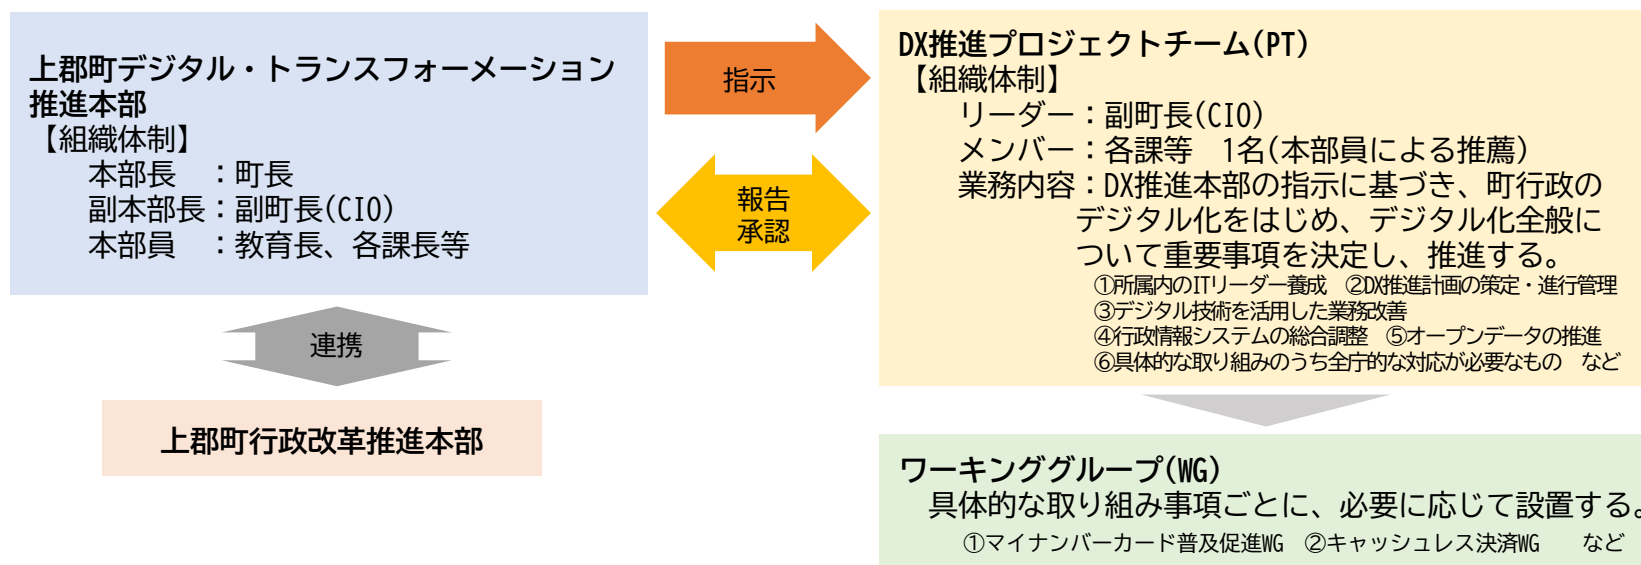 上郡町デジタル・トランスフォーメーション
推進本部
【組織体制】
本部長　：町長
副本部長：副町長(CIO)
本部員　：教育長、各課長等
指示
報告
承認
連携
上郡町行政改革推進本部
DX推進プロジェクトチーム(PT)
【組織体制】
リーダー：副町長(CIO)
メンバー：各課等　1名(本部員による推薦)
業務内容：DX推進本部の指示に基づき、町行政の
デジタル化をはじめ、デジタル化全般に
ついて重要事項を決定し、推進する。
①所属内のITリーダー養成　②DX推進計画の策定・進行管理
③デジタル技術を活用した業務改善
④行政情報システムの総合調整　⑤オープンデータの推進
⑥具体的な取り組みのうち全庁的な対応が必要なもの　など
ワーキンググループ(WG)
具体的な取り組み事項ごとに、必要に応じて設置する。
①マイナンバーカード普及促進WG　②キャッシュレス決済WG　　など